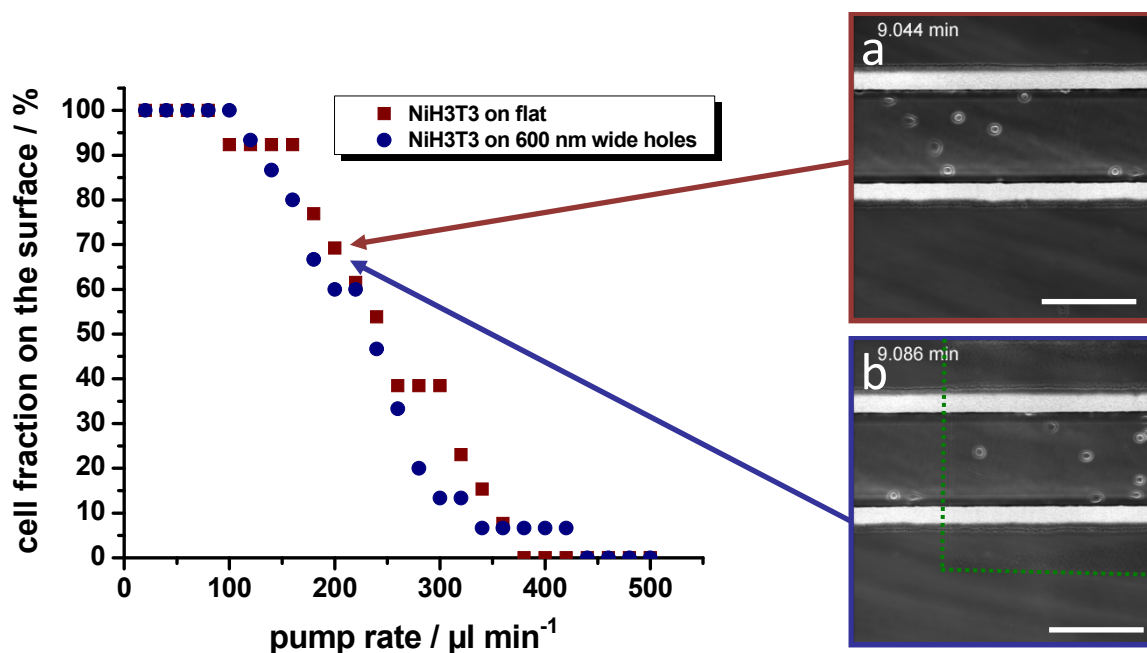 cell fraction on the surface / %
100
90
80
70
60
50
40
30
20
10
0
0
100
200
300
400
500
pump rate / µl min⁻¹
NiH3T3 on flat
NiH3T3 on 600 nm wide holes
9.044 min
a
9.086 min
b